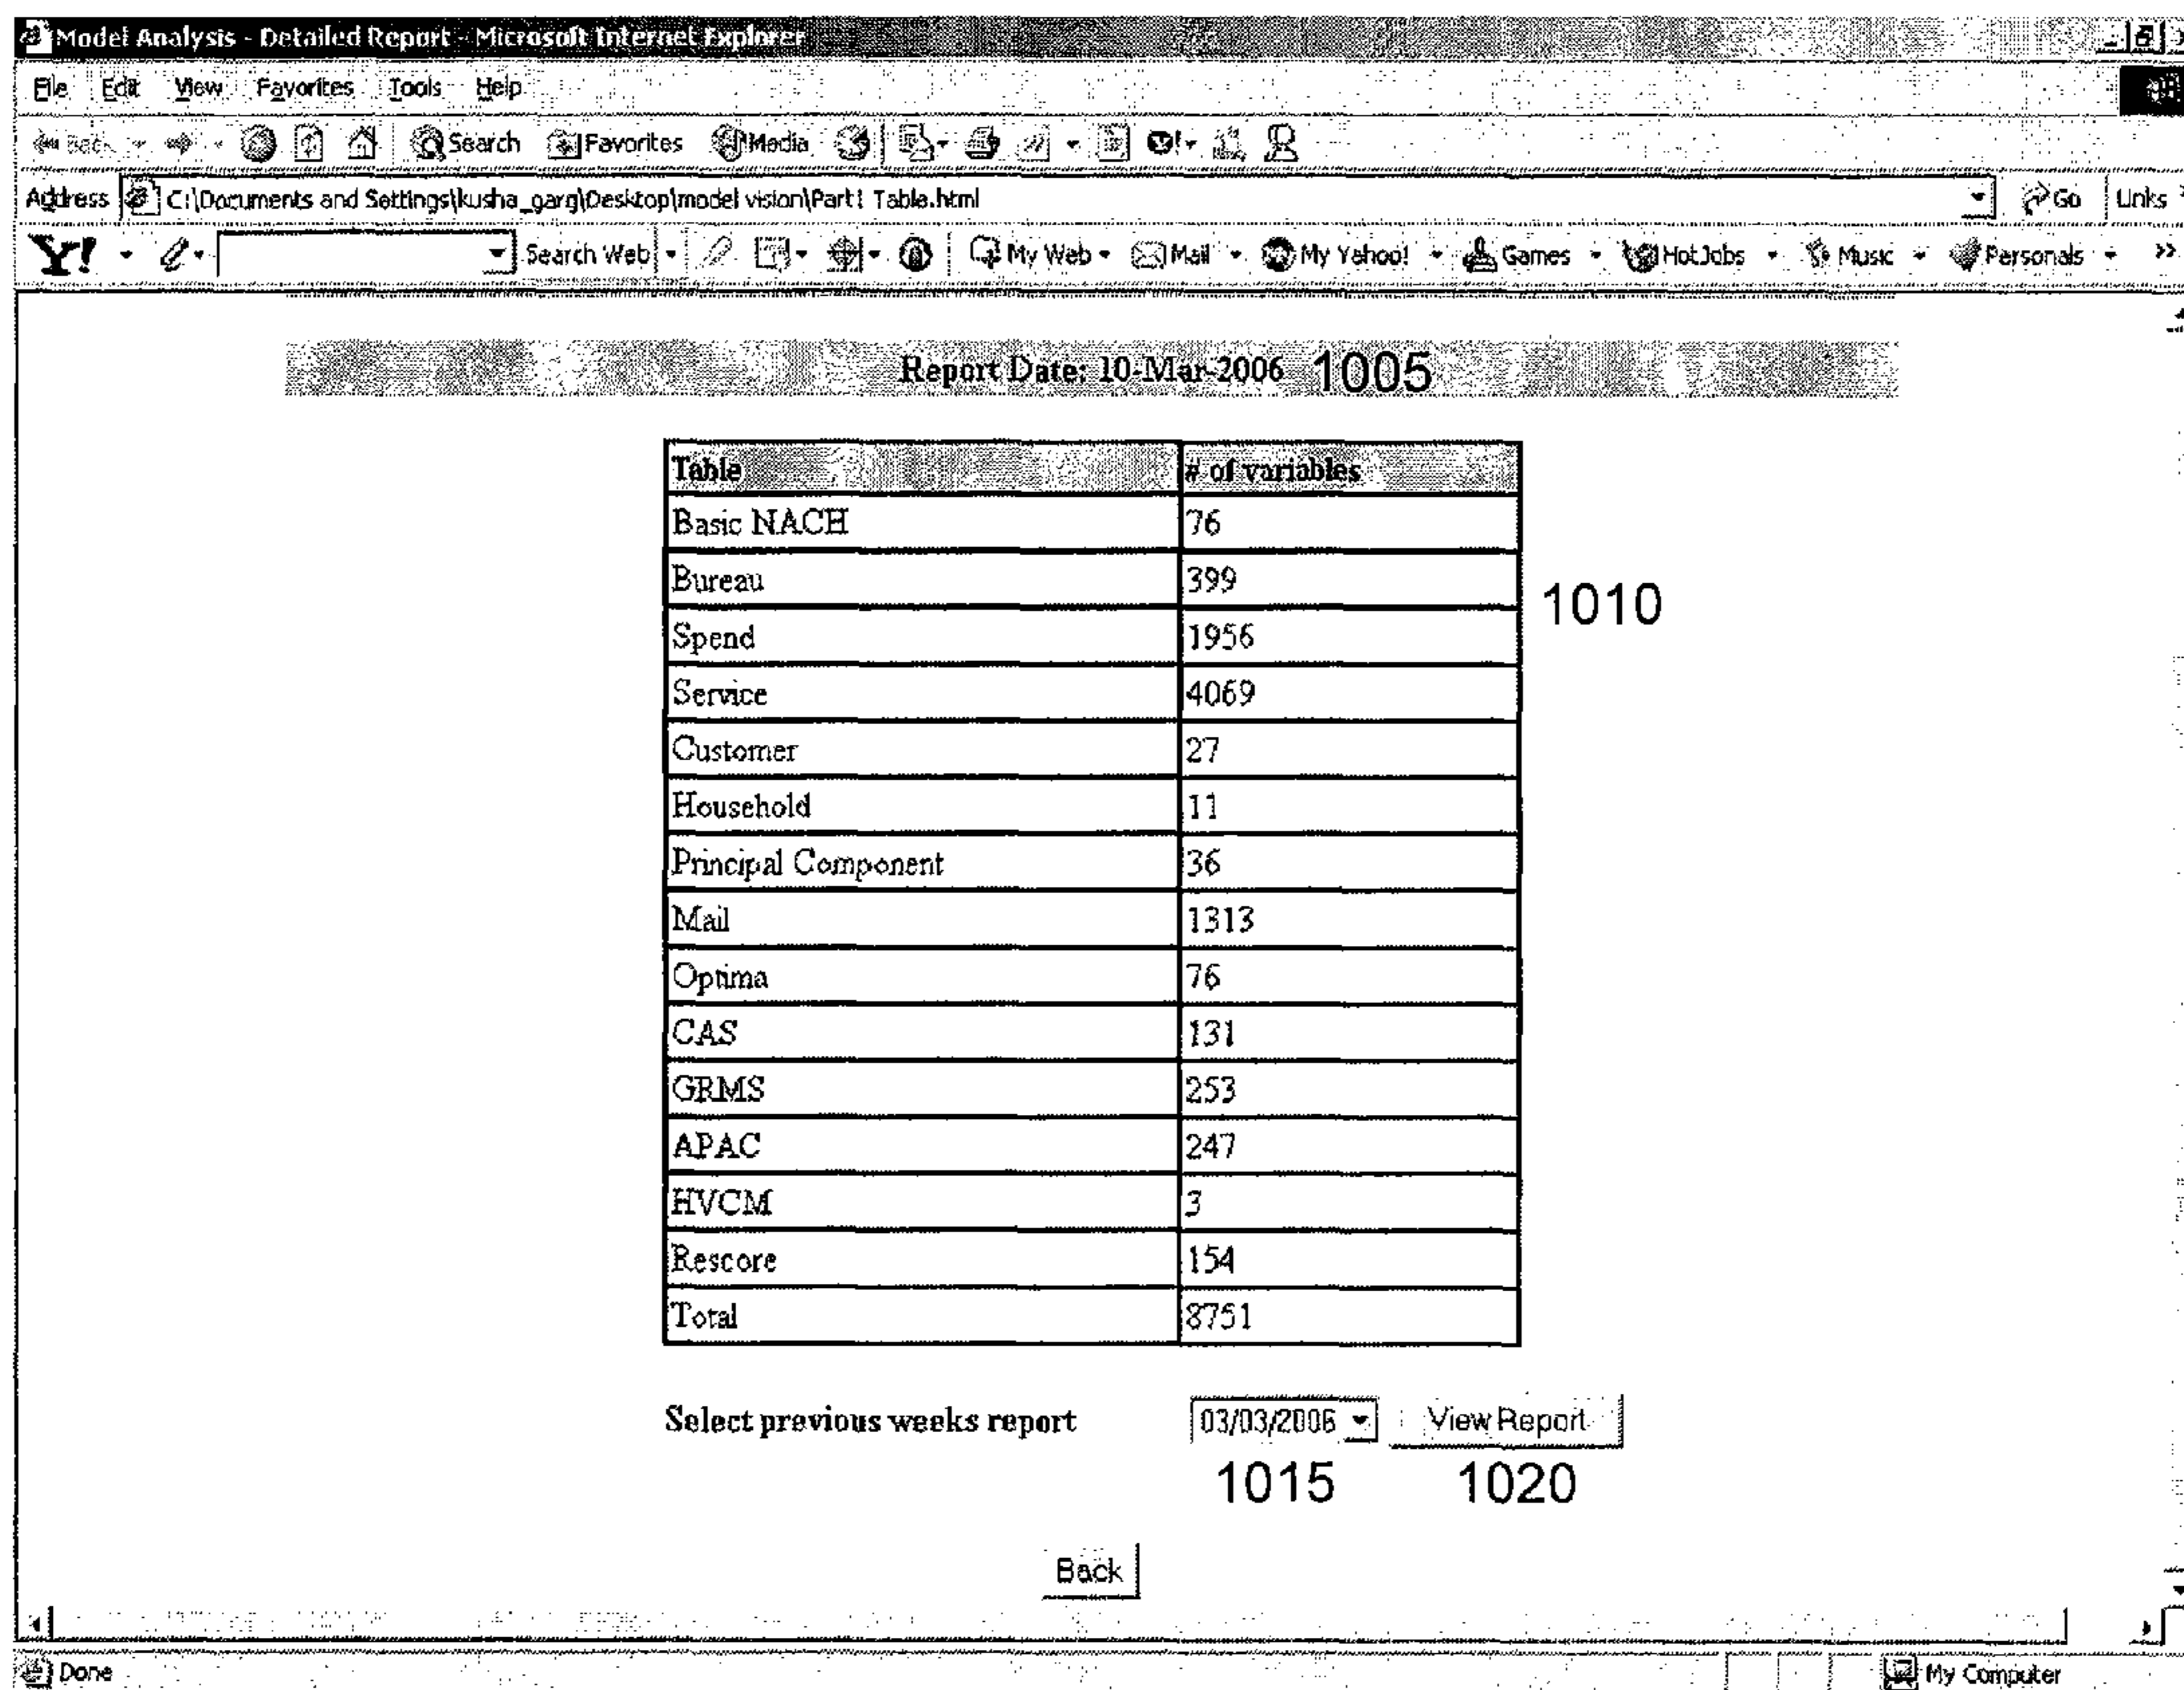 Model Analysis - Detailed Report - Microsoft Internet Explorer
File Edit View Favorites Tools Help
Back Search Favorites Media
Address C:\Documents and Settings\kusha_garg\Desktop\model vision\Part1 Table.html Go Links
Y! Search Web My Web Mail My Yahoo! Games HotJobs Music Personals >>
Report Date: 10-Mar-2006 1005
Table # of variables
Basic NACH 76
Bureau 399
1010
Spend 1956
Service 4069
Customer 27
Household 11
Principal Component 36
Mail 1313
Optima 76
CAS 131
GRMS 253
APAC 247
HVCM 3
Rescore 154
Total 8751
Select previous weeks report 03/03/2006 View Report
1015 1020
Back
Done My Computer